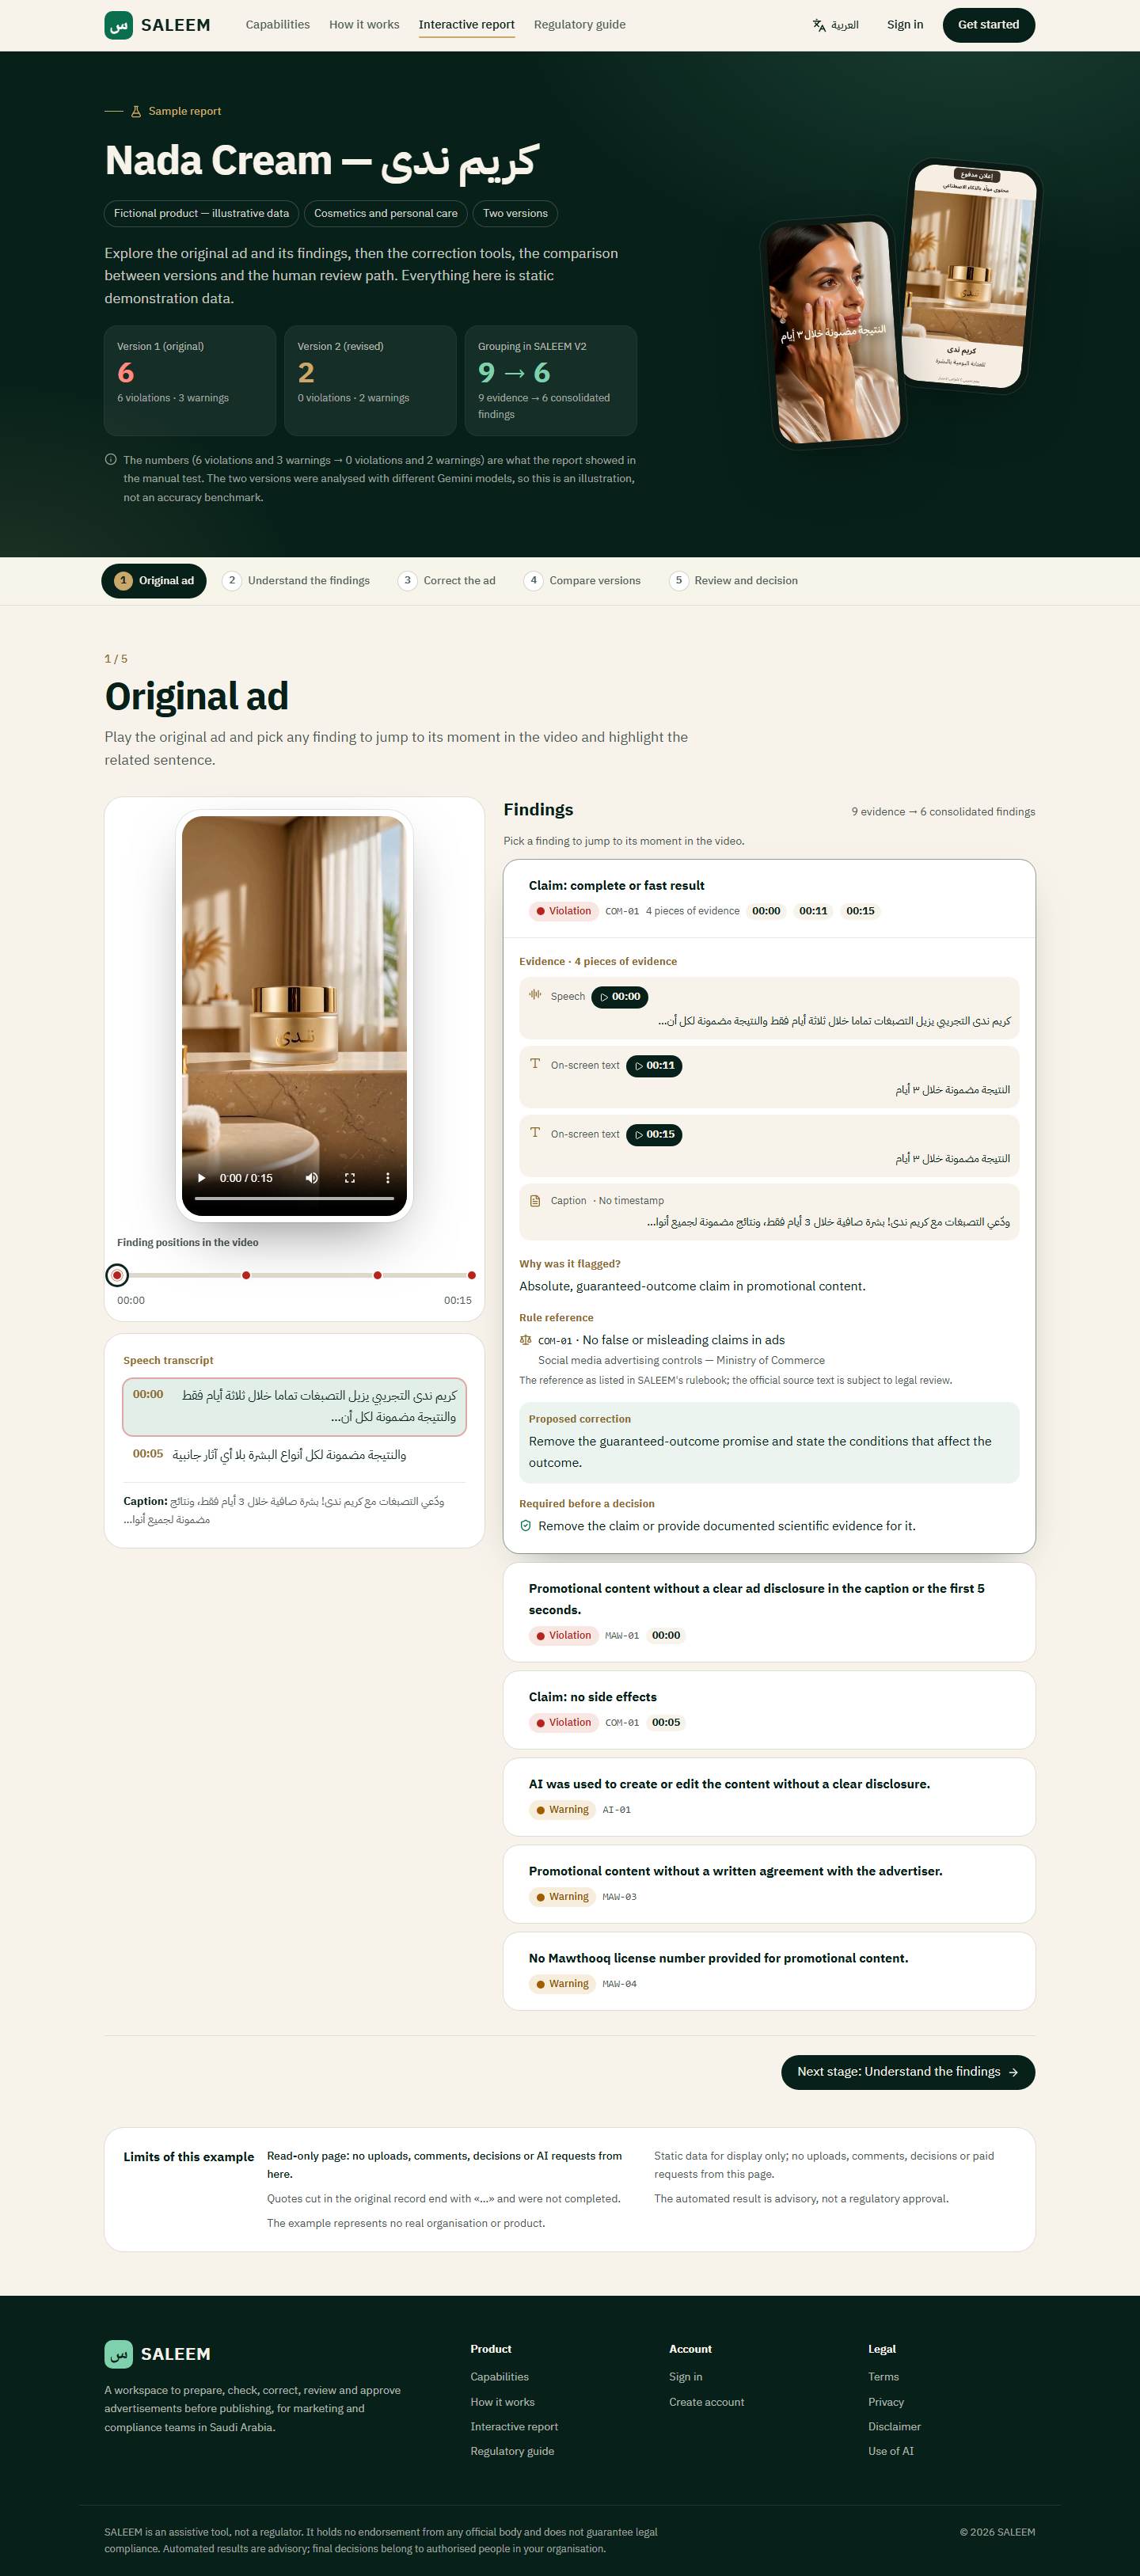 س SALEEM
Capabilities
How it works
Interactive report
Regulatory guide
العربية
Sign in
Get started
Sample report
Nada Cream — كريم ندى
Fictional product — illustrative data
Cosmetics and personal care
Two versions
Explore the original ad and its findings, then the correction tools, the comparison
between versions and the human review path. Everything here is static
demonstration data.
Version 1 (original)
6
6 violations · 3 warnings
Version 2 (revised)
2
0 violations · 2 warnings
Grouping in SALEEM V2
9 → 6
9 evidence → 6 consolidated
findings
The numbers (6 violations and 3 warnings → 0 violations and 2 warnings) are what the report showed in
the manual test. The two versions were analysed with different Gemini models, so this is an illustration,
not an accuracy benchmark.
النتيجة مضمونة خلال ٣ أيام
إعلان مدفوع
محتوى مولّد بالذكاء الاصطناعي
ندى
كريم ندى
للعناية اليومية بالبشرة
1 Original ad
2 Understand the findings
3 Correct the ad
4 Compare versions
5 Review and decision
1 / 5
Original ad
Play the original ad and pick any finding to jump to its moment in the video and highlight the
related sentence.
ندى
0:00 / 0:15
Finding positions in the video
00:00
00:15
Speech transcript
00:00 كريم ندى التجريبي يزيل التصبغات تماما خلال ثلاثة أيام فقط
والنتيجة مضمونة لكل أن...
00:05 والنتيجة مضمونة لكل أنواع البشرة بلا أي آثار جانبية
Caption: ودّعي التصبغات مع كريم ندى! بشرة صافية خلال 3 أيام فقط، ونتائج
مضمونة لجميع أنوا...
Findings
9 evidence → 6 consolidated findings
Pick a finding to jump to its moment in the video.
Claim: complete or fast result
Violation COM-01 4 pieces of evidence 00:00 00:11 00:15
Evidence · 4 pieces of evidence
Speech 00:00
كريم ندى التجريبي يزيل التصبغات تماما خلال ثلاثة أيام فقط والنتيجة مضمونة لكل أن...
On-screen text 00:11
النتيجة مضمونة خلال ٣ أيام
On-screen text 00:15
النتيجة مضمونة خلال ٣ أيام
Caption · No timestamp
ودّعي التصبغات مع كريم ندى! بشرة صافية خلال 3 أيام فقط، ونتائج مضمونة لجميع أنوا...
Why was it flagged?
Absolute, guaranteed-outcome claim in promotional content.
Rule reference
COM-01 · No false or misleading claims in ads
Social media advertising controls — Ministry of Commerce
The reference as listed in SALEEM's rulebook; the official source text is subject to legal review.
Proposed correction
Remove the guaranteed-outcome promise and state the conditions that affect the
outcome.
Required before a decision
Remove the claim or provide documented scientific evidence for it.
Promotional content without a clear ad disclosure in the caption or the first 5
seconds.
Violation MAW-01 00:00
Claim: no side effects
Violation COM-01 00:05
AI was used to create or edit the content without a clear disclosure.
Warning AI-01
Promotional content without a written agreement with the advertiser.
Warning MAW-03
No Mawthooq license number provided for promotional content.
Warning MAW-04
Next stage: Understand the findings
Limits of this example
Read-only page: no uploads, comments, decisions or AI requests from
here.
Quotes cut in the original record end with «...» and were not completed.
The example represents no real organisation or product.
Static data for display only; no uploads, comments, decisions or paid
requests from this page.
The automated result is advisory, not a regulatory approval.
س SALEEM
A workspace to prepare, check, correct, review and approve
advertisements before publishing, for marketing and
compliance teams in Saudi Arabia.
Product
Capabilities
How it works
Interactive report
Regulatory guide
Account
Sign in
Create account
Legal
Terms
Privacy
Disclaimer
Use of AI
SALEEM is an assistive tool, not a regulator. It holds no endorsement from any official body and does not guarantee legal
compliance. Automated results are advisory; final decisions belong to authorised people in your organisation.
© 2026 SALEEM